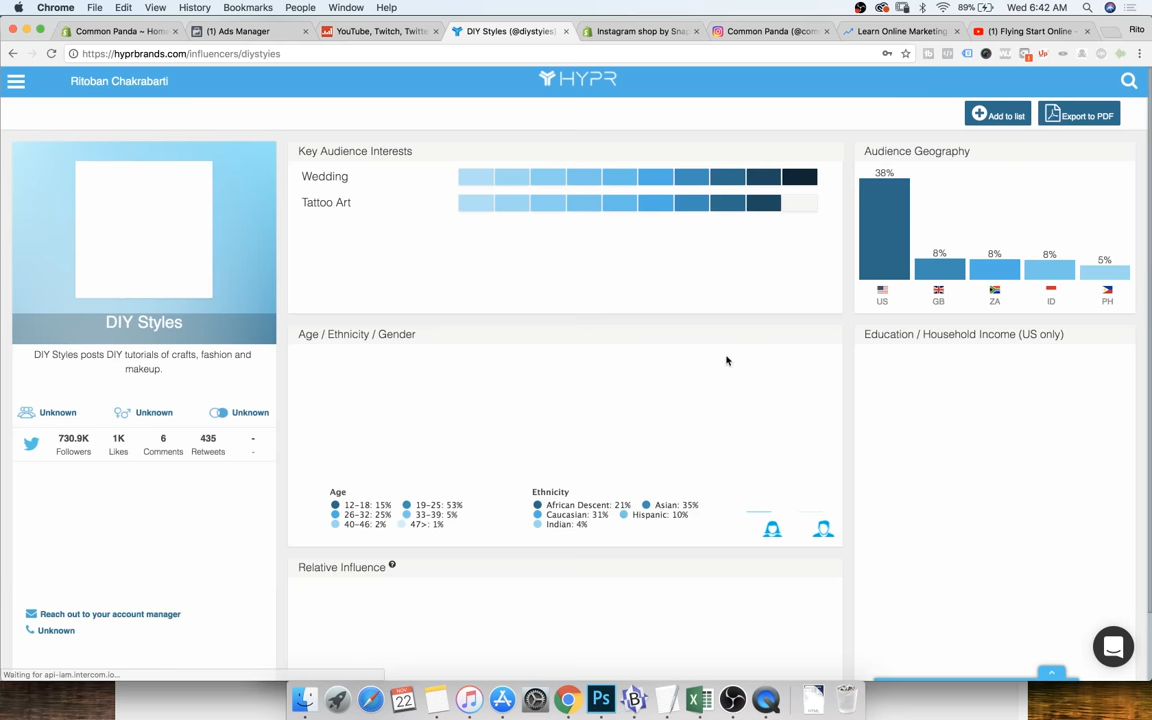 Chrome File Edit View History Bookmarks People Window Help 89% Wed 6:42 AM
Common Panda ~ Hom (1) Ads Manager YouTube, Twitch, Twitte DIY Styles (@diystyles) Instagram shop by Snap Common Panda (@com Learn Online Marketing (1) Flying Start Online - Rito
https://hyprbrands.com/influencers/diystyles
Ritoban Chakrabarti HYPR
Add to list Export to PDF
Key Audience Interests
Wedding
Tattoo Art
Audience Geography
38%
8% 8% 8% 5%
US GB ZA ID PH
DIY Styles
DIY Styles posts DIY tutorials of crafts, fashion and
makeup.
Unknown Unknown Unknown
730.9K 1K 6 435 -
Followers Likes Comments Retweets -
Reach out to your account manager
Unknown
Age / Ethnicity / Gender
Age
12-18: 15% 19-25: 53%
26-32: 25% 33-39: 5%
40-46: 2% 47>: 1%
Ethnicity
African Descent: 21% Asian: 35%
Caucasian: 31% Hispanic: 10%
Indian: 4%
Education / Household Income (US only)
Relative Influence ?
Waiting for api-iam.intercom.io...
NOV
22
Ps